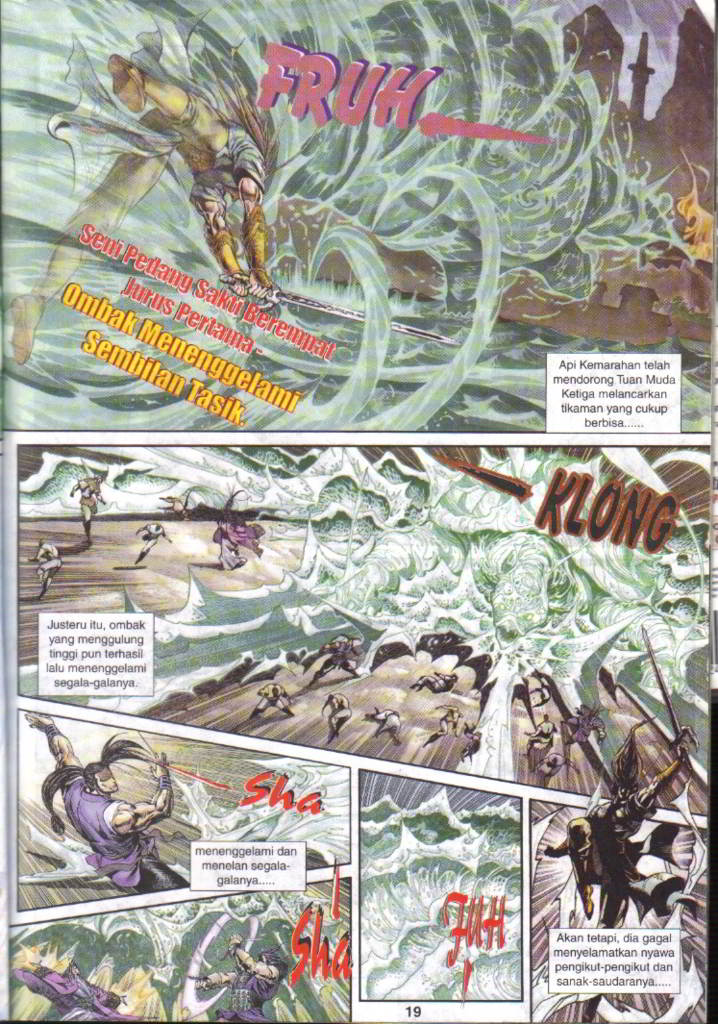 FRUH
Seni Pedang Sakti Berempat
Jurus Pertama -
Ombak Menenggelami
Sembilan Tasik.
Api Kemarahan telah
mendorong Tuan Muda
Ketiga melancarkan
tikaman yang cukup
berbisa......
KLONG
Justeru itu, ombak
yang menggulung
tinggi pun terhasil
lalu menenggelami
segala-galanya.
Sha
menenggelami dan
menelan segala-
galanya.....
Sha
FUH
Akan tetapi, dia gagal
menyelamatkan nyawa
pengikut-pengikut dan
sanak-saudaranya.....
19